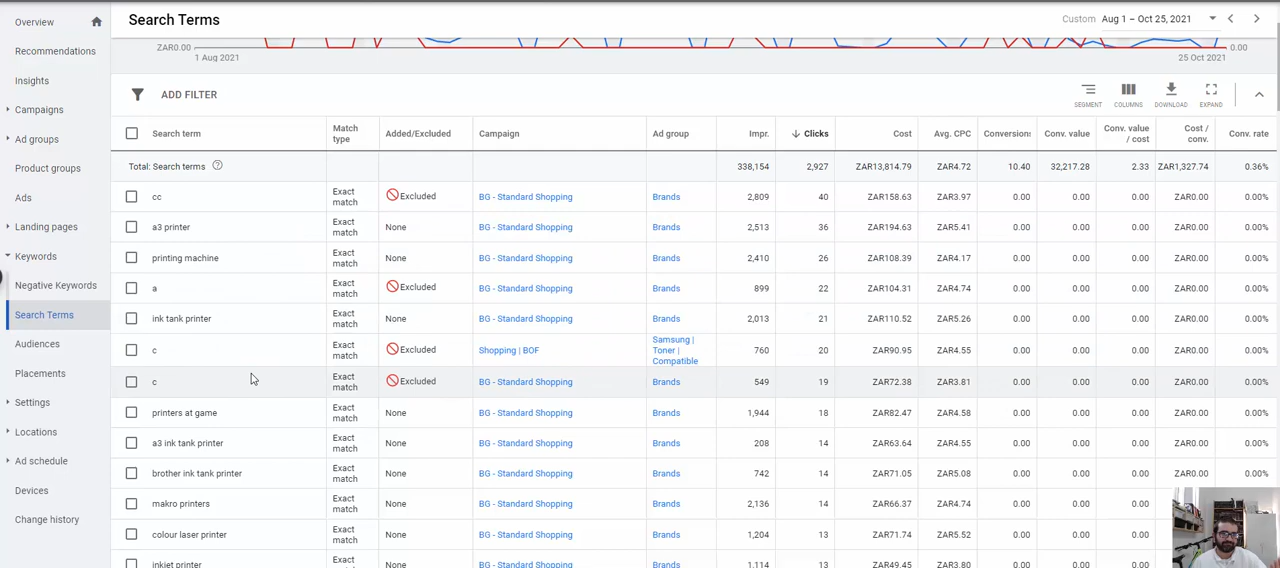 Overview
Recommendations
Insights
Campaigns
Ad groups
Product groups
Ads
Landing pages
Keywords
Negative Keywords
Search Terms
Audiences
Placements
Settings
Locations
Ad schedule
Devices
Change history
Search Terms
Custom Aug 1 – Oct 25, 2021
ZAR0.00
0.00
1 Aug 2021
25 Oct 2021
ADD FILTER
SEGMENT
COLUMNS
DOWNLOAD
EXPAND
Search term Match type Added/Excluded Campaign Ad group Impr. Clicks Cost Avg. CPC Conversions Conv. value Conv. value / cost Cost / conv. Conv. rate
Total: Search terms 338,154 2,927 ZAR13,814.79 ZAR4.72 10.40 32,217.28 2.33 ZAR1,327.74 0.36%
cc Exact match Excluded BG - Standard Shopping Brands 2,809 40 ZAR158.63 ZAR3.97 0.00 0.00 0.00 ZAR0.00 0.00%
a3 printer Exact match None BG - Standard Shopping Brands 2,513 36 ZAR194.63 ZAR5.41 0.00 0.00 0.00 ZAR0.00 0.00%
printing machine Exact match None BG - Standard Shopping Brands 2,410 26 ZAR108.39 ZAR4.17 0.00 0.00 0.00 ZAR0.00 0.00%
a Exact match Excluded BG - Standard Shopping Brands 899 22 ZAR104.31 ZAR4.74 0.00 0.00 0.00 ZAR0.00 0.00%
ink tank printer Exact match None BG - Standard Shopping Brands 2,013 21 ZAR110.52 ZAR5.26 0.00 0.00 0.00 ZAR0.00 0.00%
c Exact match Excluded Shopping | BOF Samsung | Toner | Compatible 760 20 ZAR90.95 ZAR4.55 0.00 0.00 0.00 ZAR0.00 0.00%
c Exact match Excluded BG - Standard Shopping Brands 549 19 ZAR72.38 ZAR3.81 0.00 0.00 0.00 ZAR0.00 0.00%
printers at game Exact match None BG - Standard Shopping Brands 1,944 18 ZAR82.47 ZAR4.58 0.00 0.00 0.00 ZAR0.00 0.00%
a3 ink tank printer Exact match None BG - Standard Shopping Brands 208 14 ZAR63.64 ZAR4.55 0.00 0.00 0.00 ZAR0.00 0.00%
brother ink tank printer Exact match None BG - Standard Shopping Brands 742 14 ZAR71.05 ZAR5.08 0.00 0.00 0.00 ZAR0.00 0.00%
makro printers Exact match None BG - Standard Shopping Brands 2,136 14 ZAR66.37 ZAR4.74 0.00 0.00 0.00
colour laser printer Exact match None BG - Standard Shopping Brands 1,204 13 ZAR71.74 ZAR5.52 0.00 0.00 0.00
inkjet printer Exact None BG - Standard Shopping Brands 1,114 13 ZAR49.45 ZAR3.80 0.00 0.00 0.00